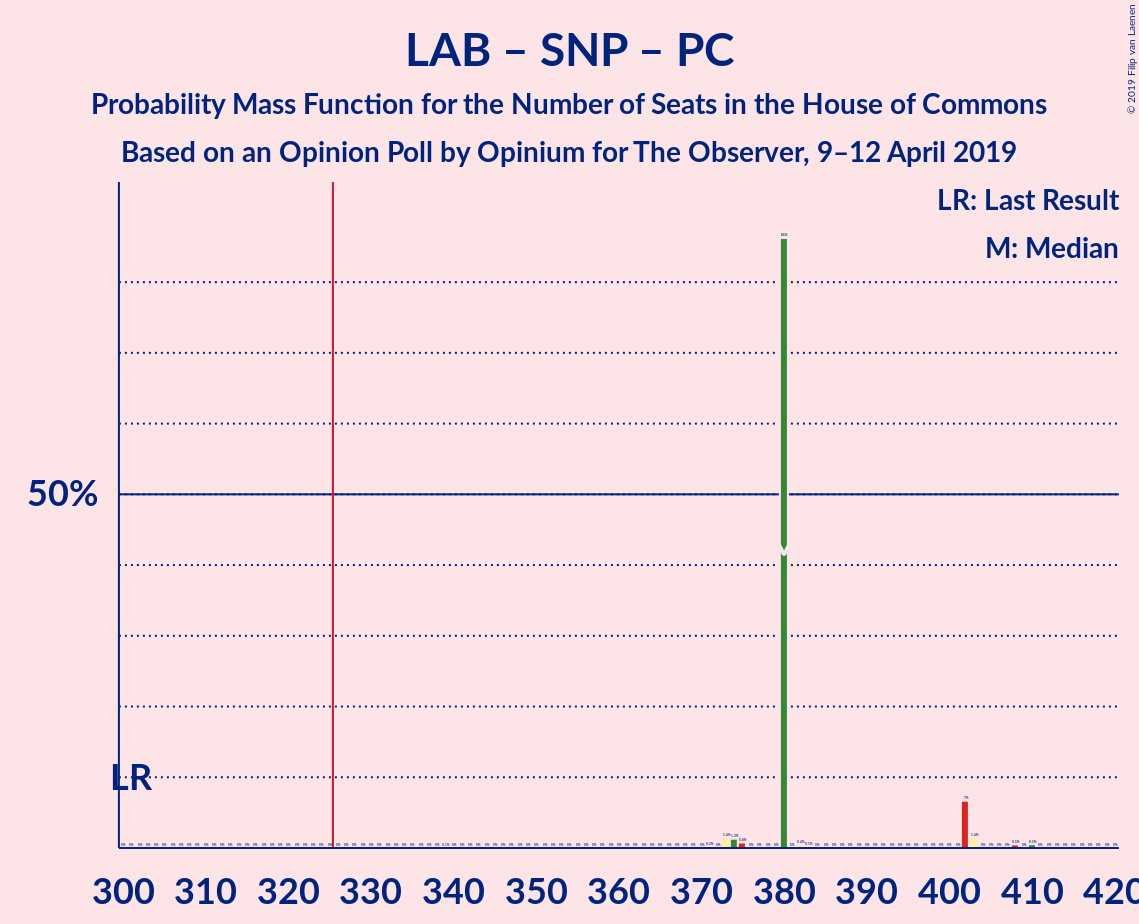 LAB – SNP – PC
Probability Mass Function for the Number of Seats in the House of Commons
Based on an Opinion Poll by Opinium for The Observer, 9–12 April 2019
© 2019 Filip van Laenen
LR: Last Result
M: Median
50%
LR
300 310 320 330 340 350 360 370 380 390 400 410 420